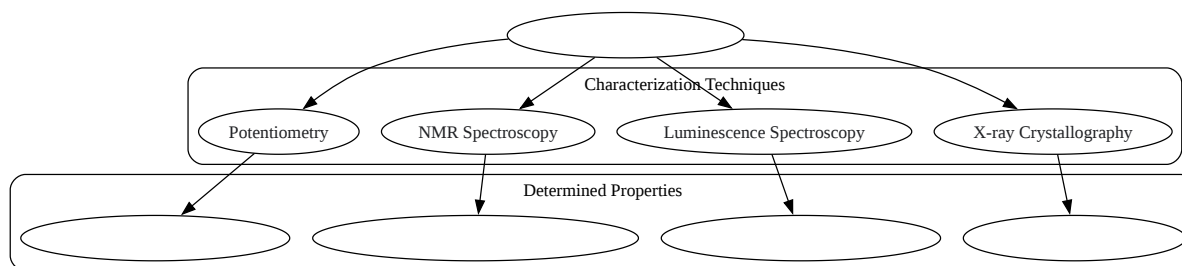 Characterization Techniques
Potentiometry
NMR Spectroscopy
Luminescence Spectroscopy
X-ray Crystallography
Determined Properties